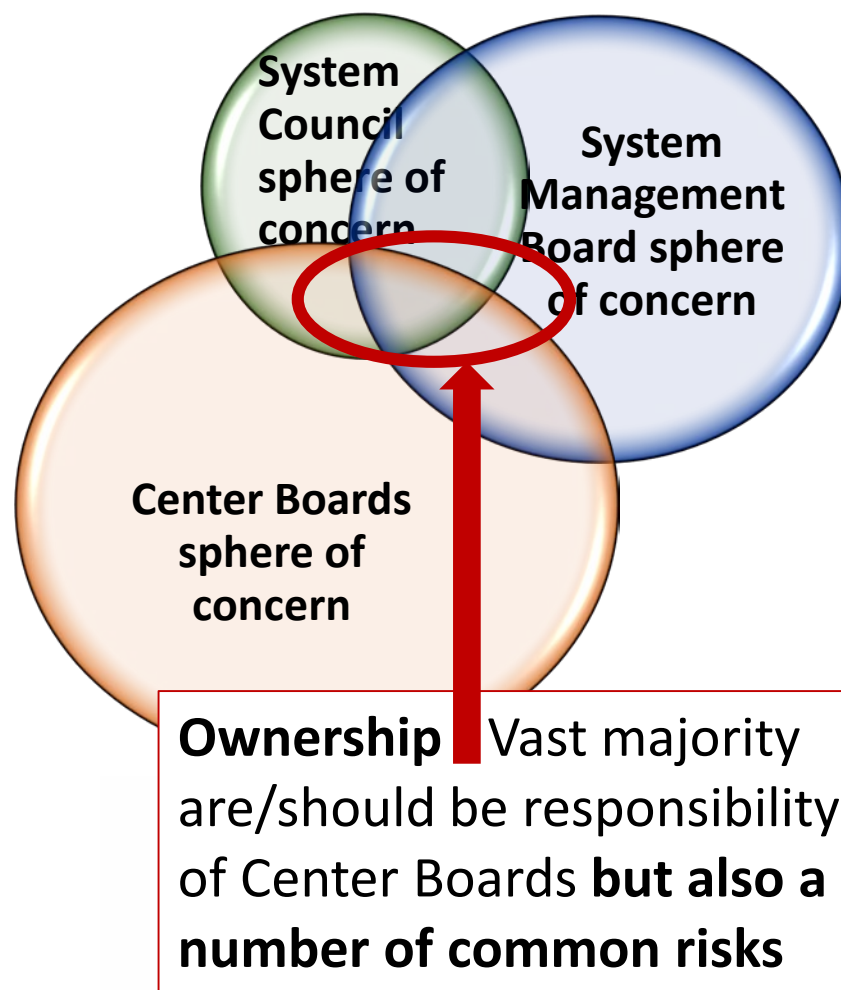 System
Council
sphere of
concern
System
Management
Board sphere
of concern
Center Boards
sphere of
concern
Ownership Vast majority
are/should be responsibility
of Center Boards but also a
number of common risks